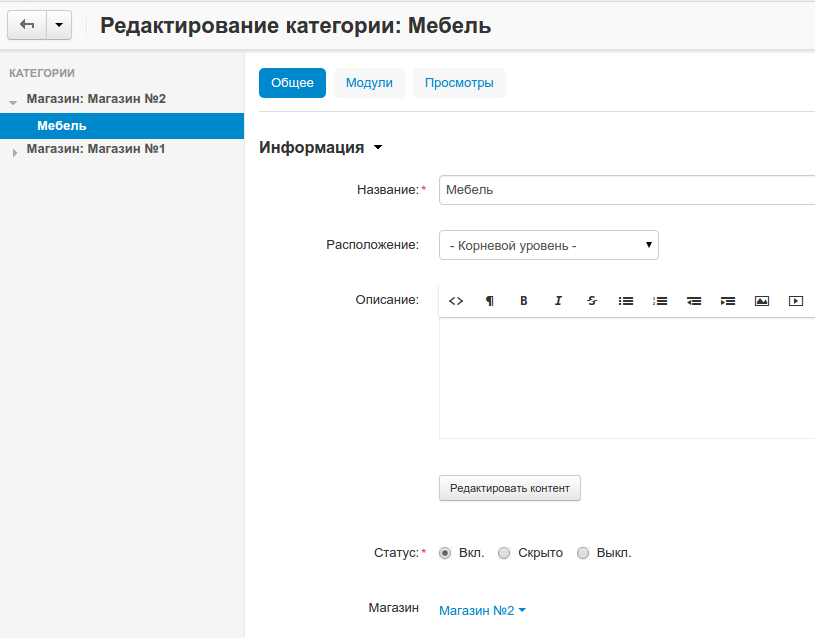 Редактирование категории: Мебель
КАТЕГОРИИ
Магазин: Магазин №2
Мебель
Магазин: Магазин №1
Общее Модули Просмотры
Информация
Название:* Мебель
Расположение: - Корневой уровень -
Описание:
Редактировать контент
Статус:* Вкл. Скрыто Выкл.
Магазин Магазин №2